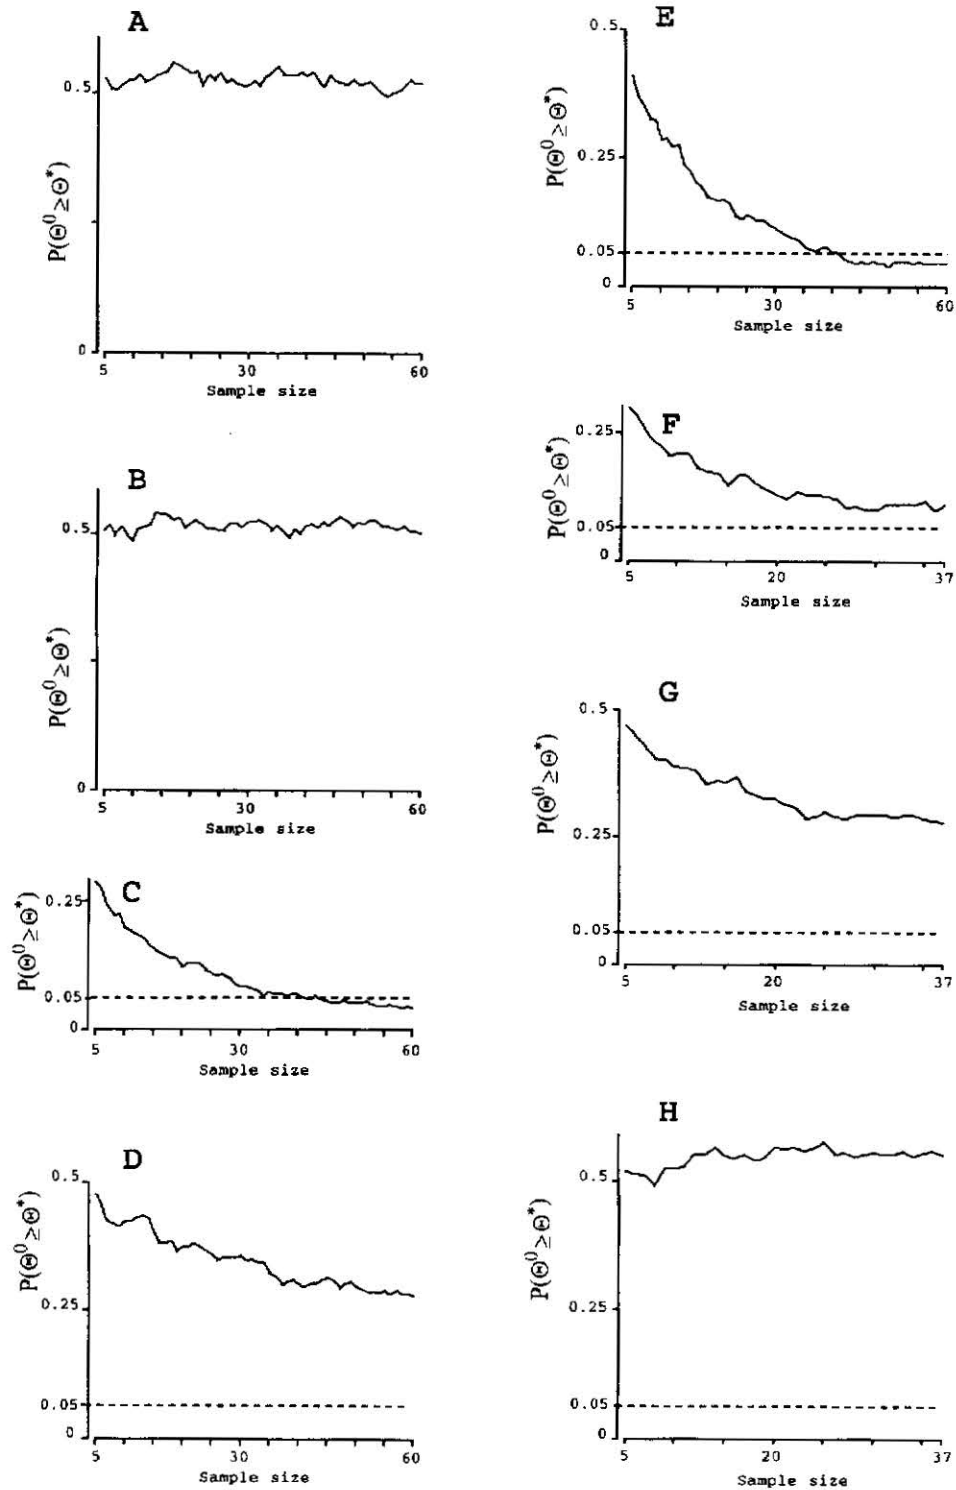 A
0.5
P(Θ⁰ ≥ Θ*)
0
5 30 60
Sample size
B
0.5
P(Θ⁰ ≥ Θ*)
0
5 30 60
Sample size
C
0.25
P(Θ⁰ ≥ Θ*)
0.05
0
5 30 60
Sample size
D
0.5
P(Θ⁰ ≥ Θ*)
0.25
0.05
0
5 30 60
Sample size
E
0.5
P(Θ⁰ ≥ Θ*)
0.25
0.05
0
5 30 60
Sample size
F
0.25
P(Θ⁰ ≥ Θ*)
0.05
0
5 20 37
Sample size
G
0.5
P(Θ⁰ ≥ Θ*)
0.25
0.05
0
5 20 37
Sample size
H
0.5
P(Θ⁰ ≥ Θ*)
0.25
0.05
0
5 20 37
Sample size